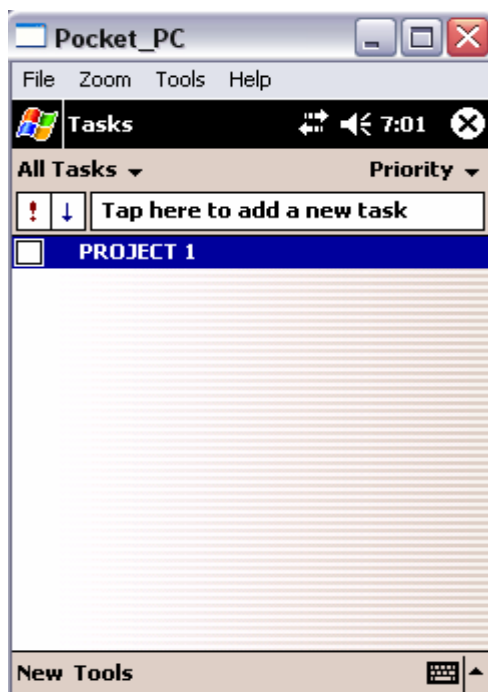 Pocket_PC
File Zoom Tools Help
Tasks 7:01
All Tasks Priority
! ↓ Tap here to add a new task
PROJECT 1
New Tools